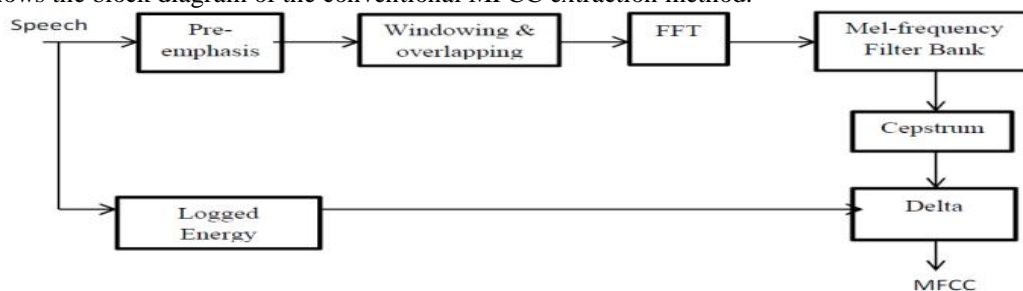 the block diagram of the conventional MFCC extraction method.
Speech
Pre-
emphasis
Windowing &
overlapping
FFT
Mel-frequency
Filter Bank
Cepstrum
Logged
Energy
Delta
MFCC